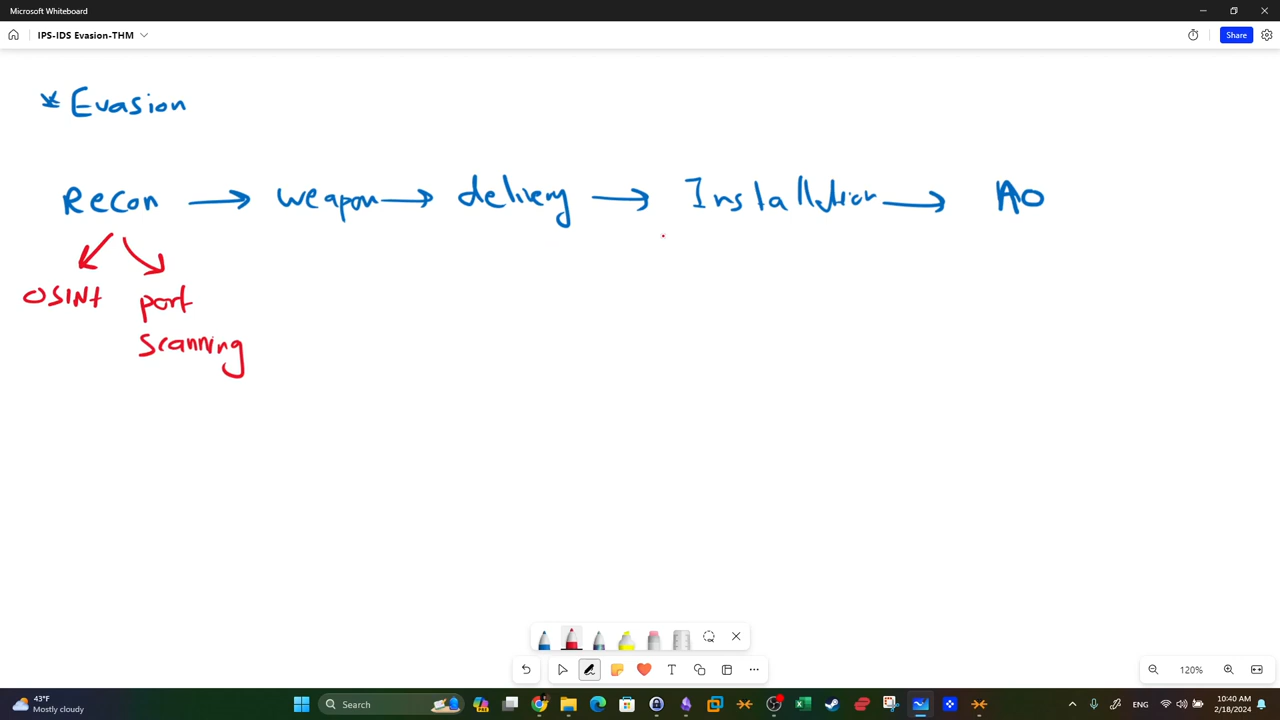 Microsoft Whiteboard
IPS-IDS Evasion-THM
Share
* Evasion
Recon → weapon → delivery → Installation → AO
OSINt port
scanning
120%
43°F
Mostly cloudy
Search
ENG
10:40 AM
2/18/2024